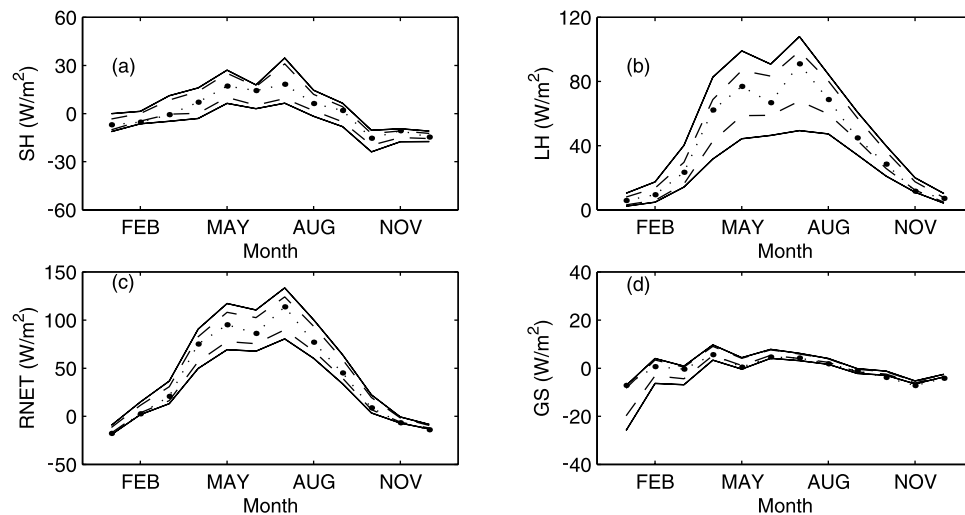 60
30
0
-30
-60
SH (W/m²)
(a)
FEB MAY AUG NOV
Month
120
80
40
0
LH (W/m²)
(b)
FEB MAY AUG NOV
Month
150
100
50
0
-50
RNET (W/m²)
(c)
FEB MAY AUG NOV
Month
40
20
0
-20
-40
GS (W/m²)
(d)
FEB MAY AUG NOV
Month